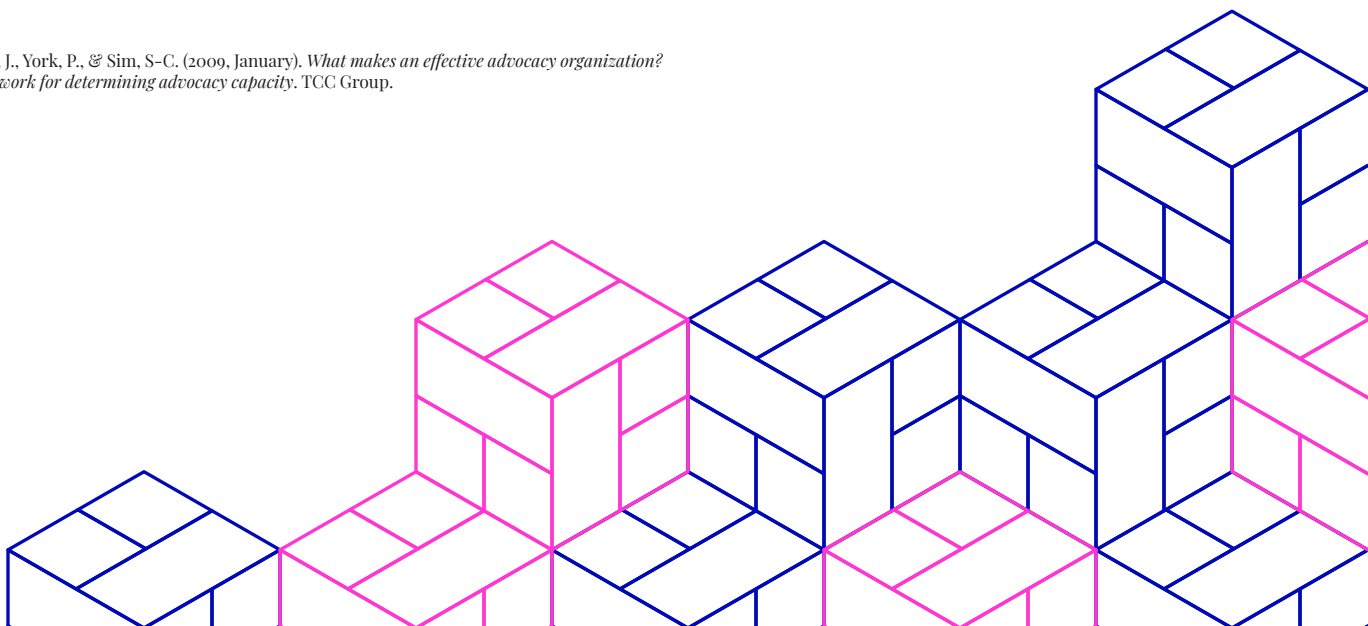 J., York, P., & Sim, S-C. (2009, January). What makes an effective advocacy organization?
work for determining advocacy capacity. TCC Group.